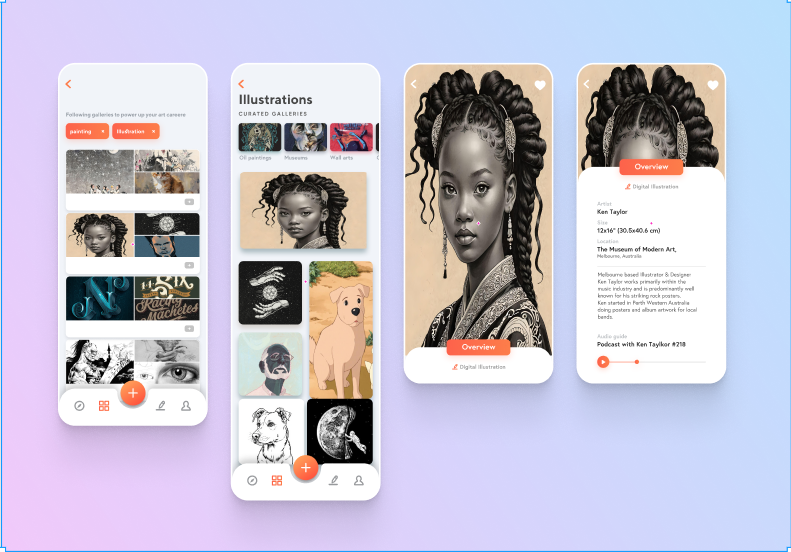 Following galleries to power up your art careere
painting
illustration
N
SIX
Racing
Machetes
Illustrations
CURATED GALLERIES
Oil paintings
Museums
Wall arts
Overview
Digital illustration
Overview
Digital illustration
Artist
Ken Taylor
Size
12x16" (30.5x40.6 cm)
Location
The Museum of Modern Art,
Melbourne, Australia
Melbourne based Illustrator & Designer
Ken Taylor works primarily within the
music industry and is predominantly well
known for his striking rock posters.
Ken started in Perth Western Australia
doing posters and album artwork for local
bands.
Audio guide
Podcast with Ken Taylkor #218